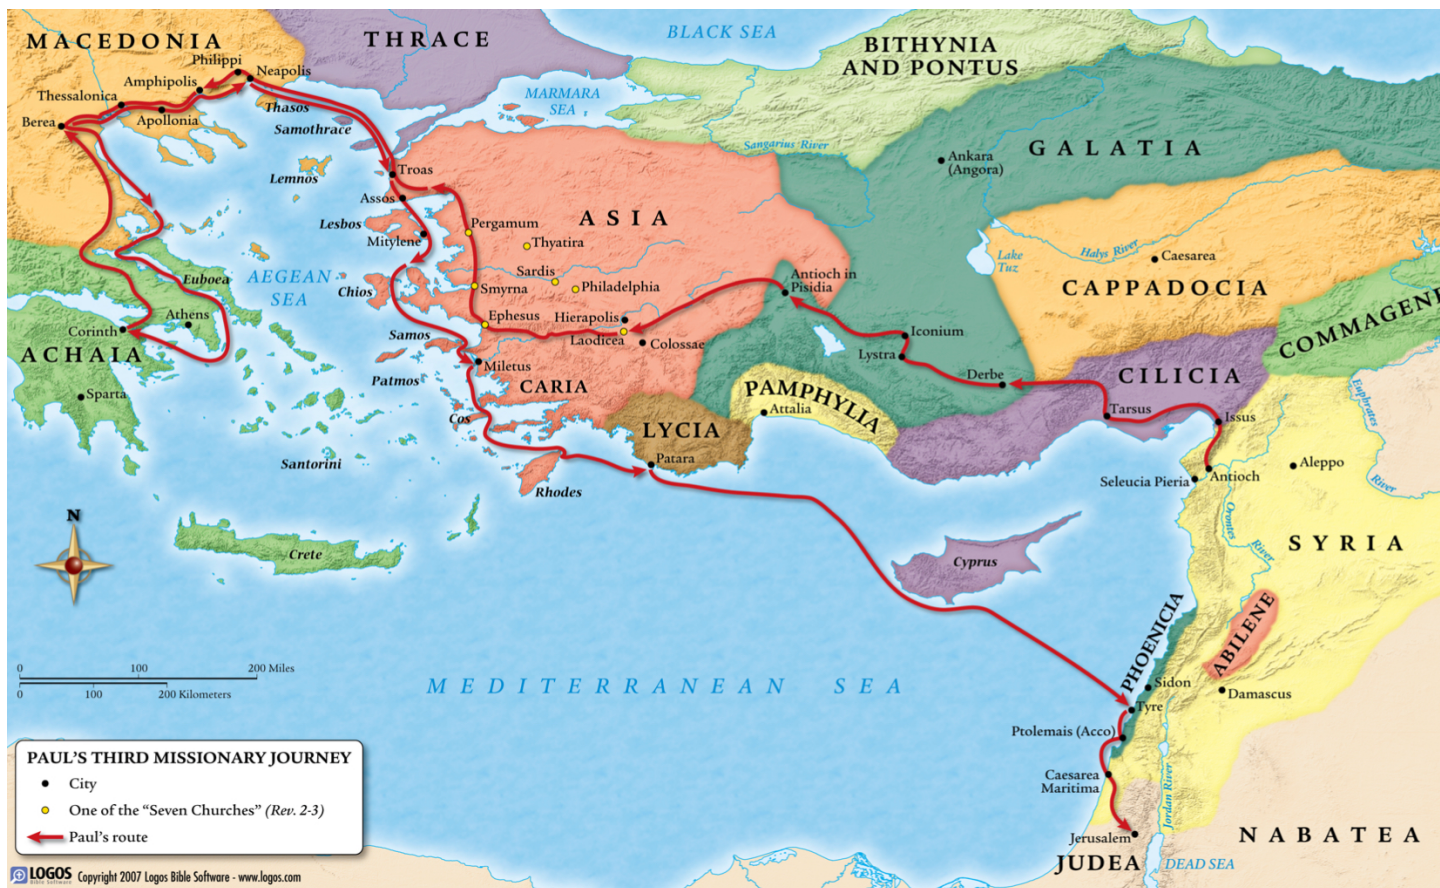 MACEDONIA
THRACE
BLACK SEA
BITHYNIA
AND PONTUS
Philippi
Neapolis
Amphipolis
Thessalonica
Apollonia
Berea
Thasos
Samothrace
MARMARA
SEA
Sangarius River
GALATIA
Ankara
(Angora)
Lemnos
Troas
Assos
Lesbos
Mitylene
ASIA
Pergamum
Thyatira
Sardis
Philadelphia
Smyrna
Antioch in
Pisidia
Lake
Tuz
Halys River
Caesarea
CAPPADOCIA
COMMAGENE
AEGEAN
SEA
Euboea
Chios
Athens
Corinth
ACHAIA
Sparta
Samos
Ephesus
Hierapolis
Laodicea
Colossae
Iconium
Lystra
Derbe
CILICIA
Tarsus
Issus
Euphrates
River
Patmos
Miletus
CARIA
PAMPHYLIA
Attalia
LYCIA
Cos
Patara
Santorini
Rhodes
Seleucia Pieria
Antioch
Aleppo
Orontes
River
SYRIA
N
Crete
Cyprus
PHOENICIA
ABILENE
0 100 200 Miles
0 100 200 Kilometers
MEDITERRANEAN SEA
Sidon
Damascus
Tyre
Ptolemais (Acco)
Caesarea
Maritima
Jordan River
Jerusalem
JUDEA
DEAD SEA
NABATEA
PAUL'S THIRD MISSIONARY JOURNEY
City
One of the “Seven Churches” (Rev. 2-3)
Paul's route
LOGOS
Bible Software
Copyright 2007 Logos Bible Software - www.logos.com